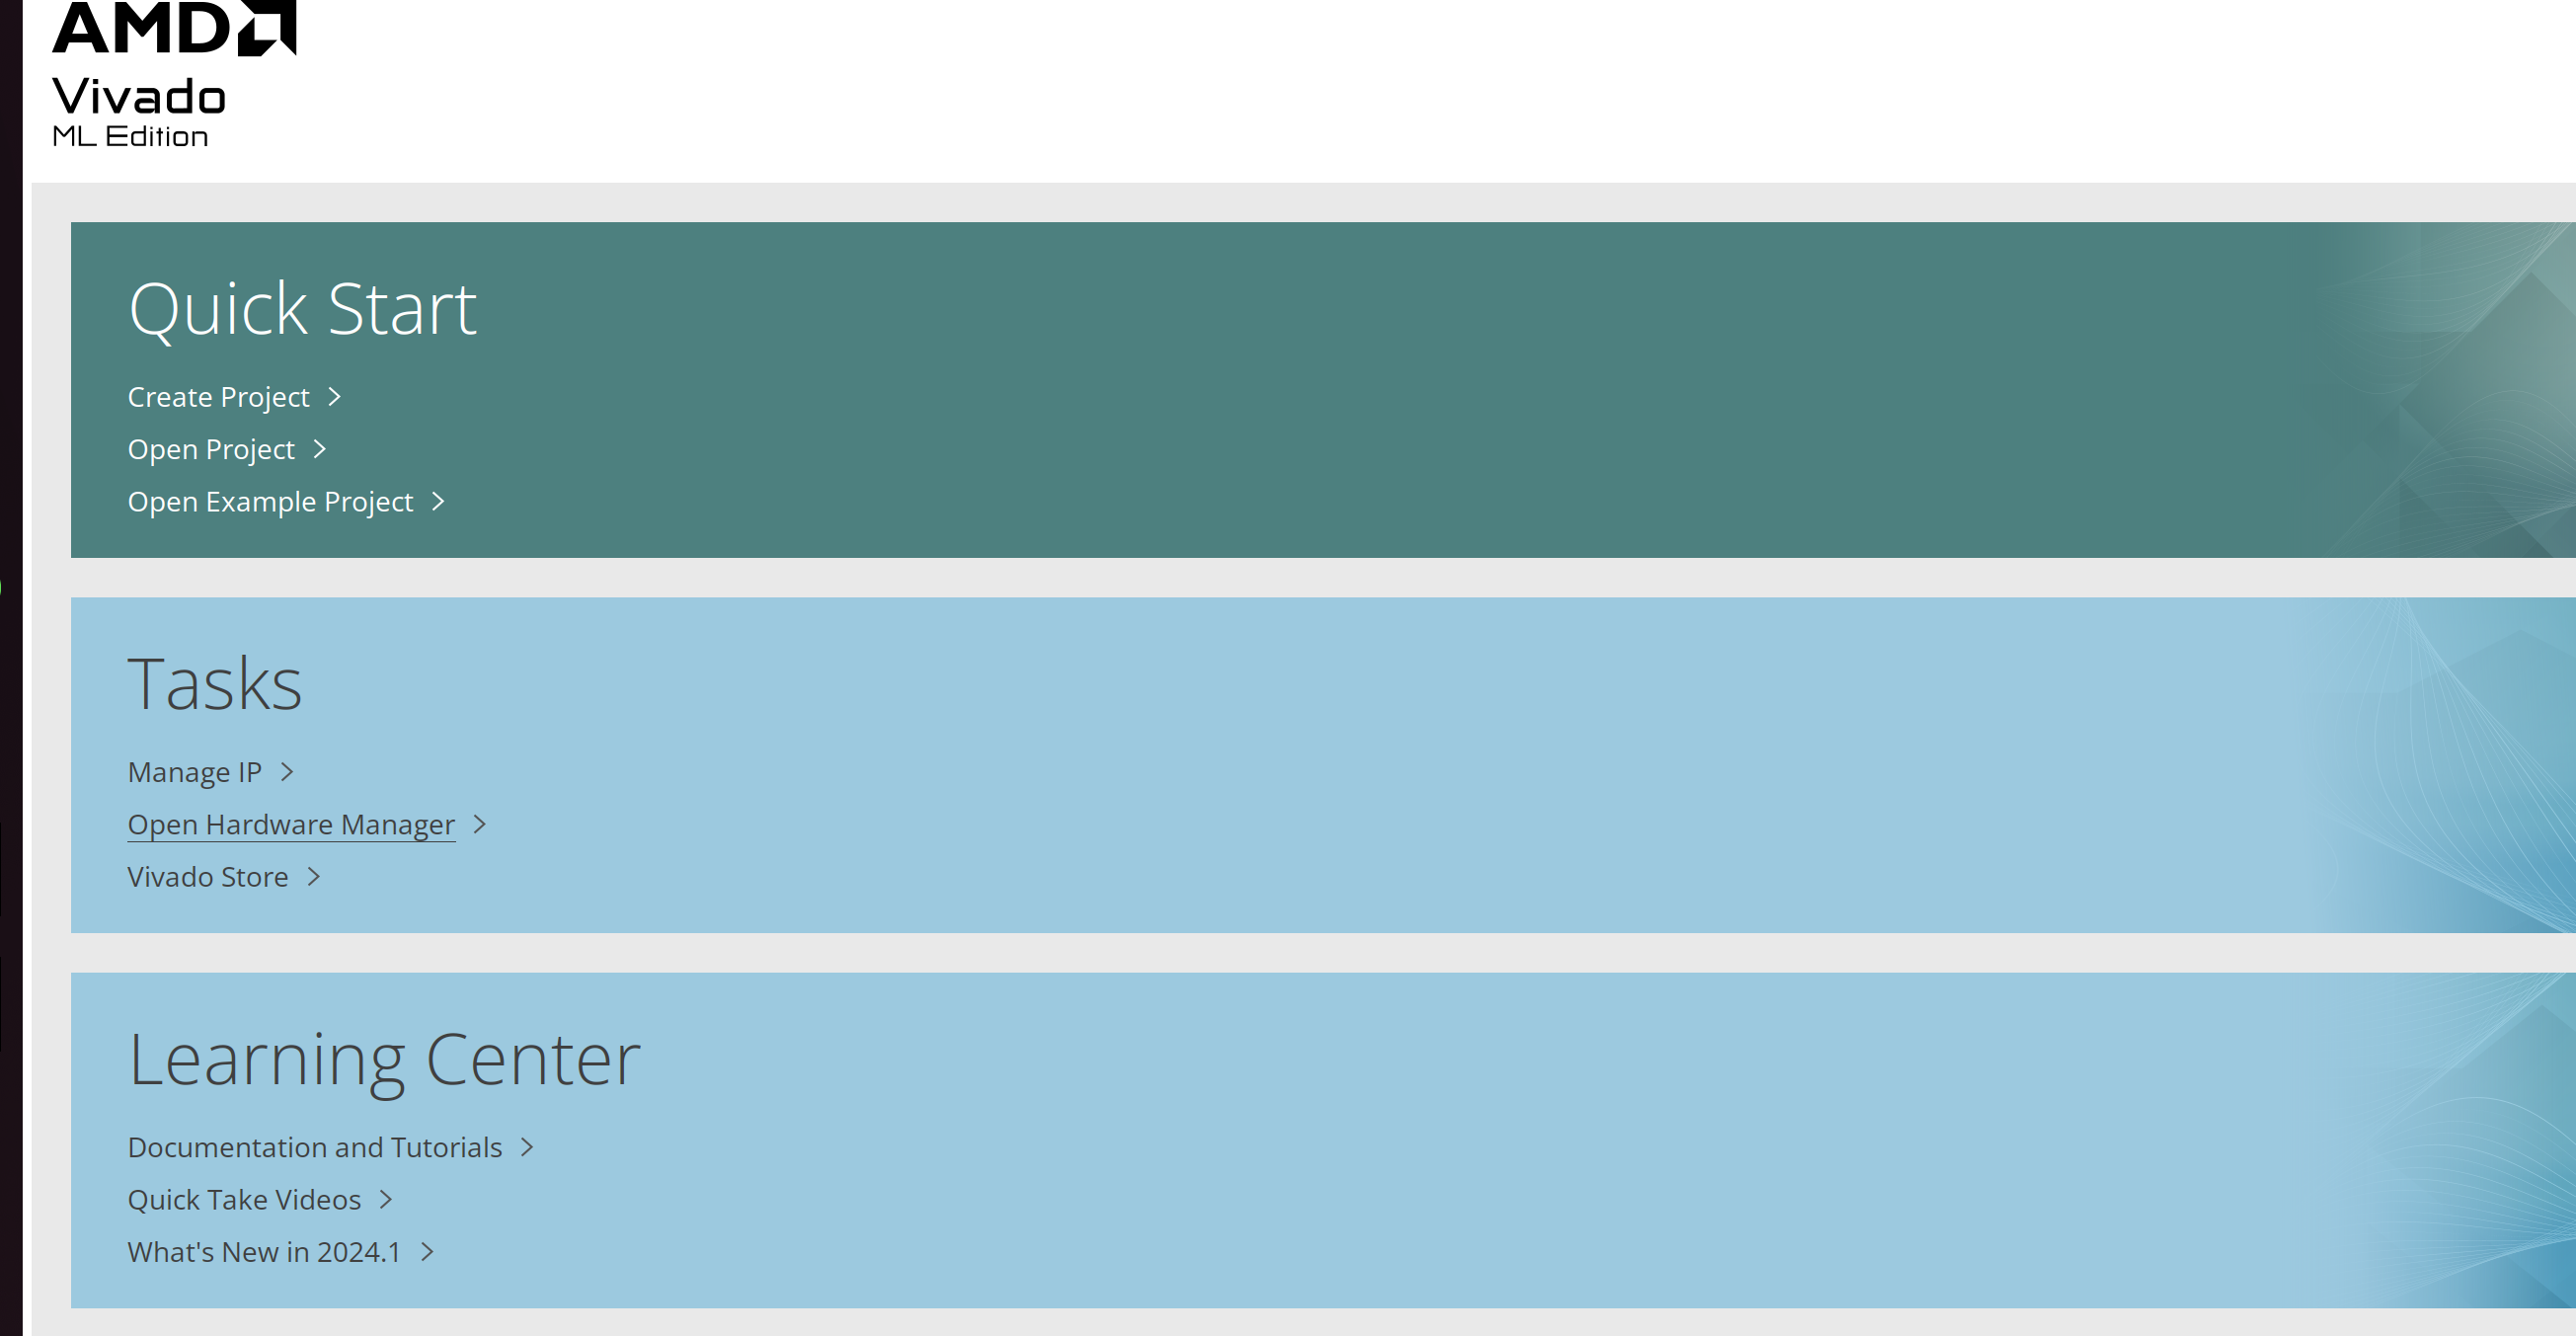 AMD
Vivado
ML Edition
Quick Start
Create Project
Open Project
Open Example Project
Tasks
Manage IP
Open Hardware Manager
Vivado Store
Learning Center
Documentation and Tutorials
Quick Take Videos
What's New in 2024.1